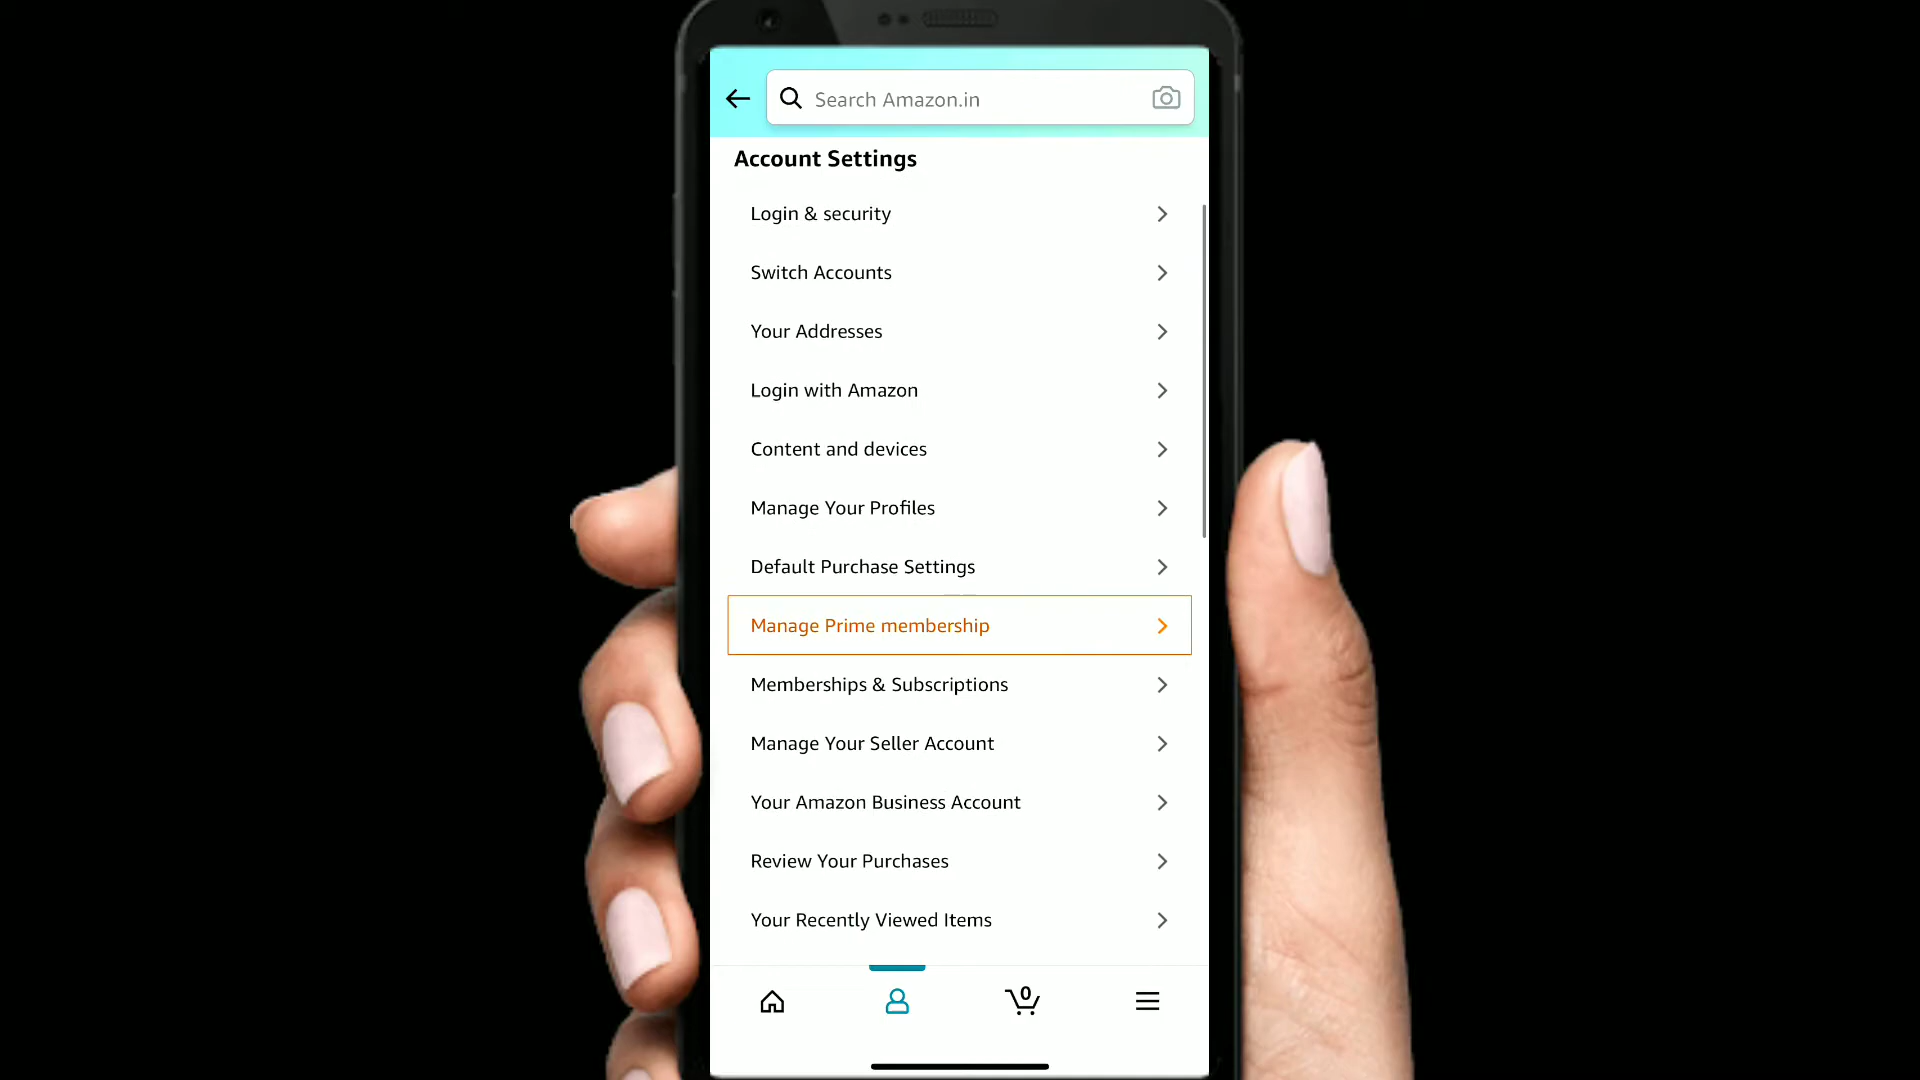 Search Amazon.in
Account Settings
Login & security
Switch Accounts
Your Addresses
Login with Amazon
Content and devices
Manage Your Profiles
Default Purchase Settings
Manage Prime membership
Memberships & Subscriptions
Manage Your Seller Account
Your Amazon Business Account
Review Your Purchases
Your Recently Viewed Items
0